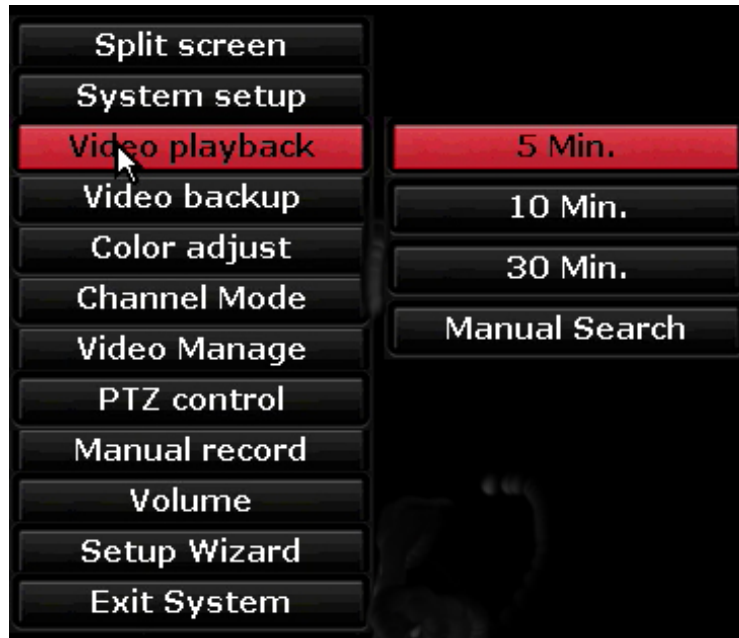 Split screen
System setup
Video playback
Video backup
Color adjust
Channel Mode
Video Manage
PTZ control
Manual record
Volume
Setup Wizard
Exit System
5 Min.
10 Min.
30 Min.
Manual Search